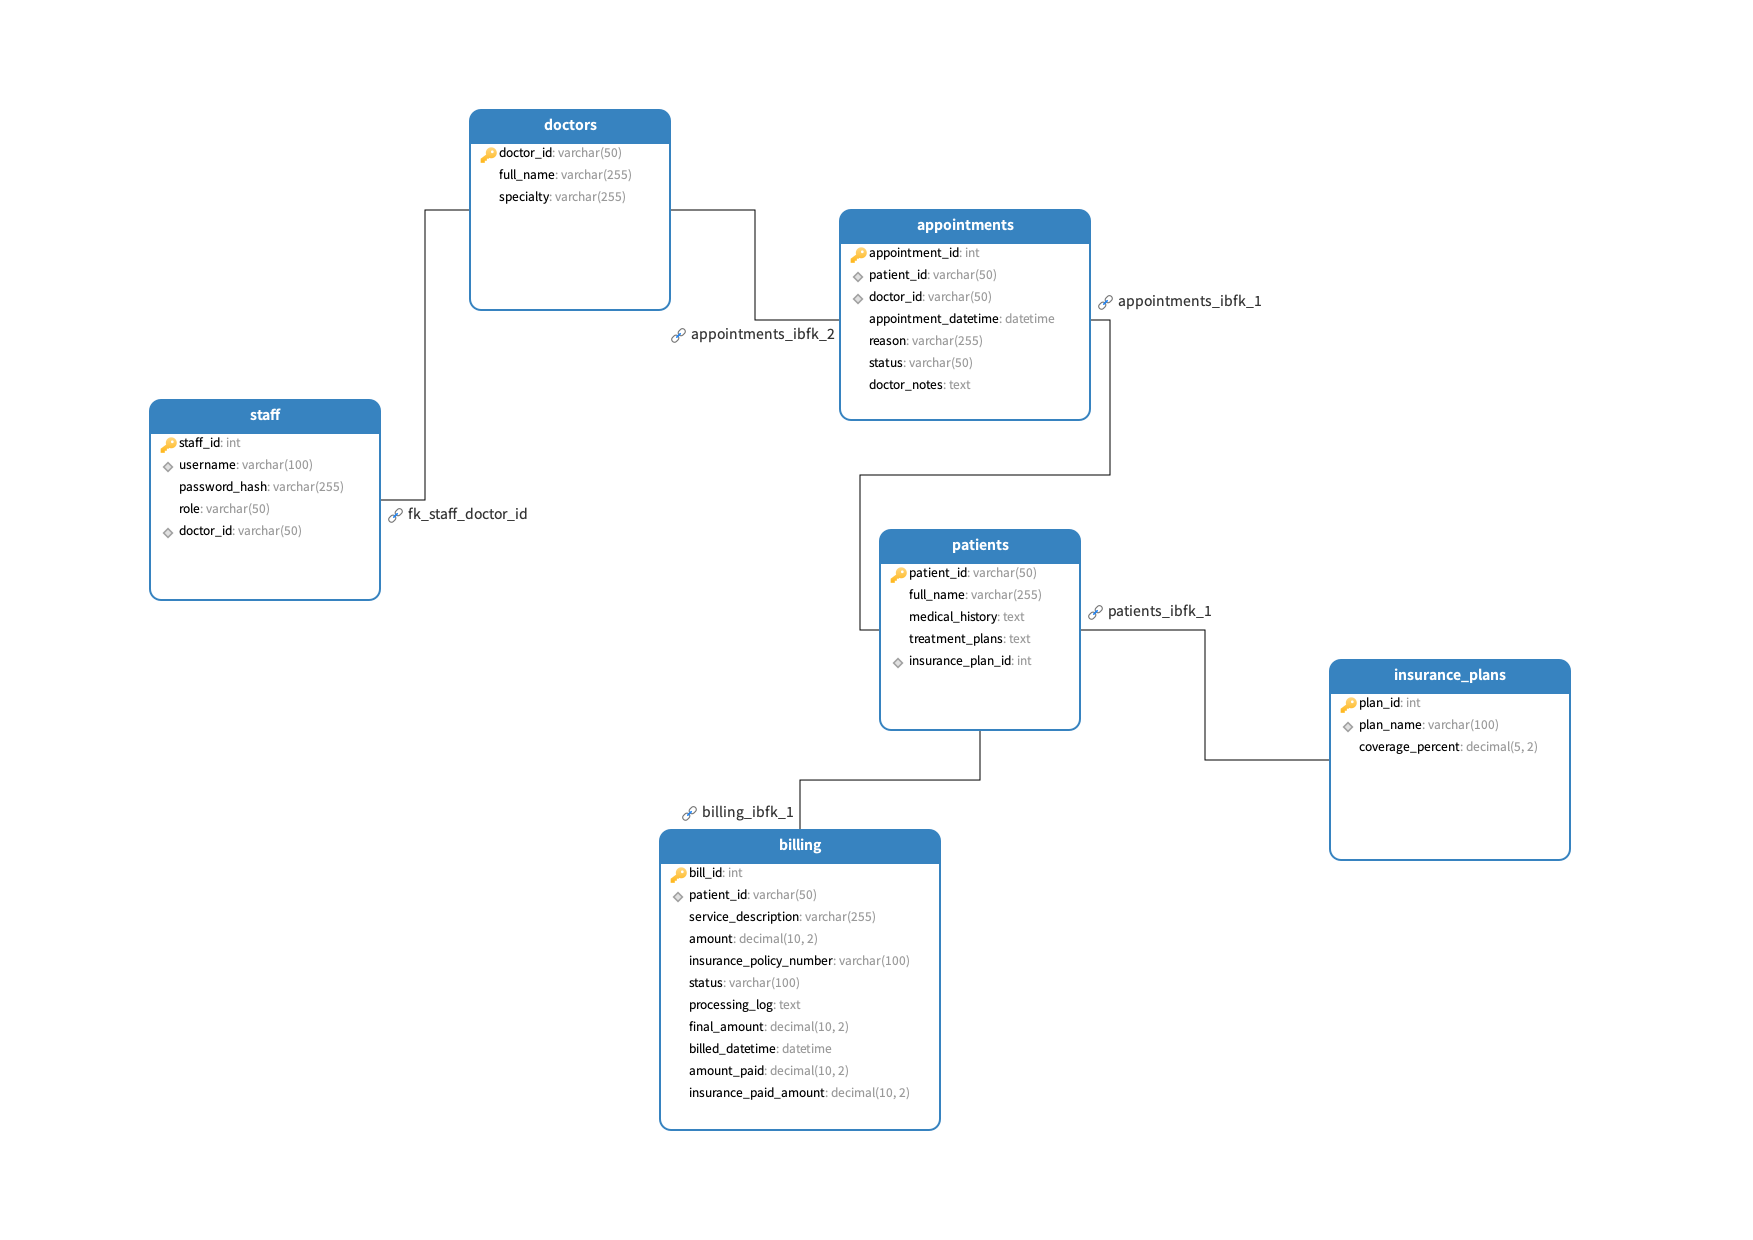 doctors
doctor_id: varchar(50)
full_name: varchar(255)
specialty: varchar(255)
appointments
appointment_id: int
patient_id: varchar(50)
doctor_id: varchar(50)
appointment_datetime: datetime
reason: varchar(255)
status: varchar(50)
doctor_notes: text
appointments_ibfk_1
appointments_ibfk_2
staff
staff_id: int
username: varchar(100)
password_hash: varchar(255)
role: varchar(50)
doctor_id: varchar(50)
fk_staff_doctor_id
patients
patient_id: varchar(50)
full_name: varchar(255)
medical_history: text
treatment_plans: text
insurance_plan_id: int
patients_ibfk_1
insurance_plans
plan_id: int
plan_name: varchar(100)
coverage_percent: decimal(5, 2)
billing_ibfk_1
billing
bill_id: int
patient_id: varchar(50)
service_description: varchar(255)
amount: decimal(10, 2)
insurance_policy_number: varchar(100)
status: varchar(100)
processing_log: text
final_amount: decimal(10, 2)
billed_datetime: datetime
amount_paid: decimal(10, 2)
insurance_paid_amount: decimal(10, 2)